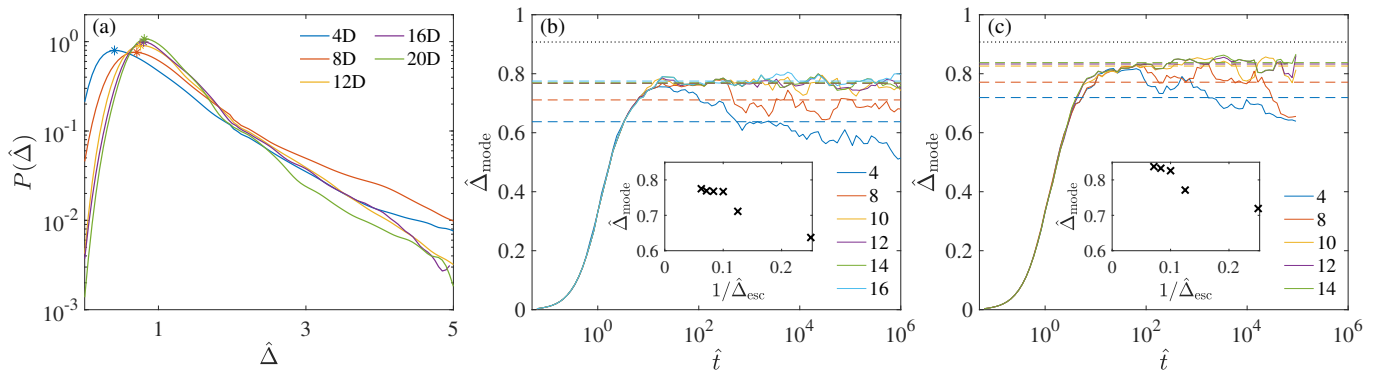 (a)
4D 16D
8D 20D
12D
10^0
10^{-1}
10^{-2}
10^{-3}
P(Δ̂)
1 3 5
Δ̂
(b)
1
0.8
0.6
0.4
0.2
0
Δ̂_mode
10^0 10^2 10^4 10^6
t̂
4
8
10
12
14
16
0.8
0.7
0.6
Δ̂_mode
0.1 0.2
1/Δ̂_esc
(c)
1
0.8
0.6
0.4
0.2
0
Δ̂_mode
10^0 10^2 10^4 10^6
t̂
4
8
10
12
14
0.8
0.7
0.6
Δ̂_mode
0.1 0.2
1/Δ̂_esc